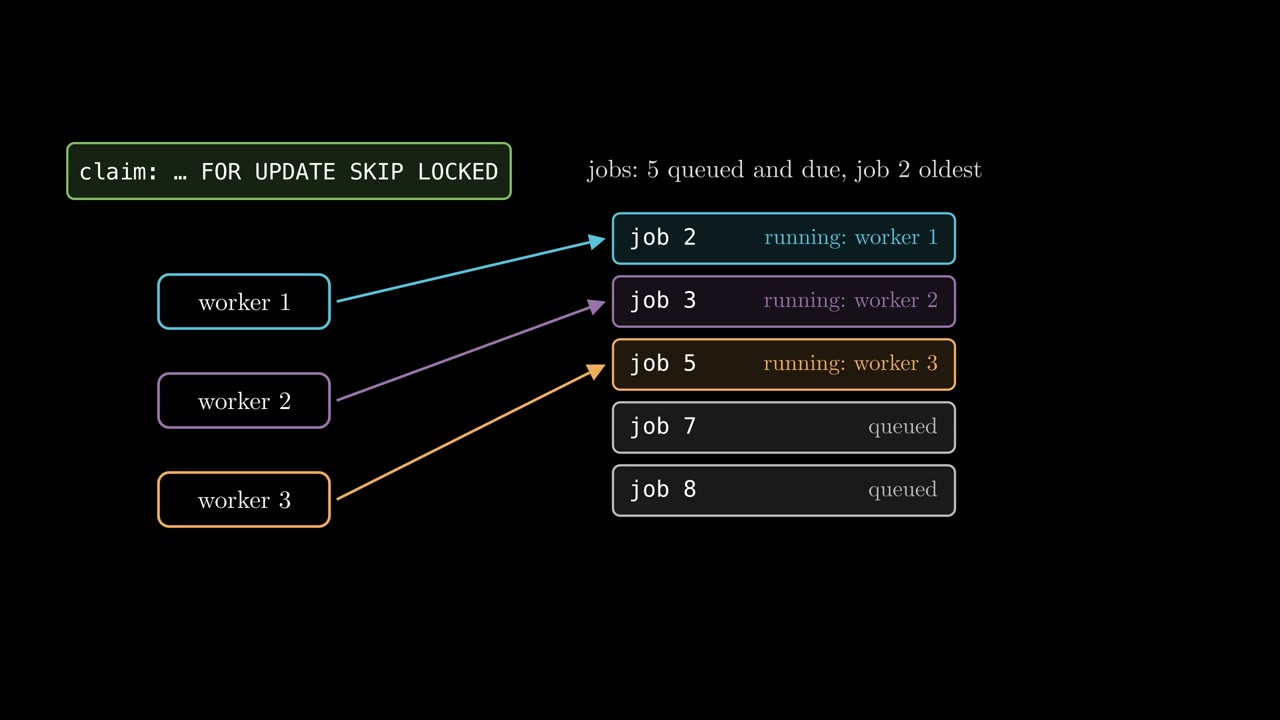 claim: … FOR UPDATE SKIP LOCKED
jobs: 5 queued and due, job 2 oldest
worker 1
worker 2
worker 3
job 2 running: worker 1
job 3 running: worker 2
job 5 running: worker 3
job 7 queued
job 8 queued